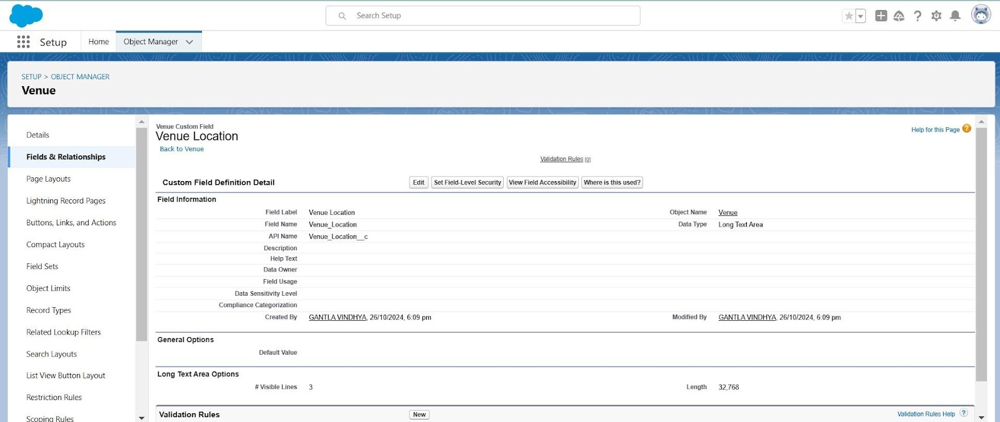 Search Setup
Setup
Home
Object Manager
SETUP > OBJECT MANAGER
Venue
Details
Fields & Relationships
Page Layouts
Lightning Record Pages
Buttons, Links, and Actions
Compact Layouts
Field Sets
Object Limits
Record Types
Related Lookup Filters
Search Layouts
List View Button Layout
Restriction Rules
Scoping Rules
Venue Custom Field
Venue Location
Back to Venue
Help for this Page ?
Validation Rules [0]
Custom Field Definition Detail Edit Set Field-Level Security View Field Accessibility Where is this used?
Field Information
Field Label Venue Location Object Name Venue
Field Name Venue_Location Data Type Long Text Area
API Name Venue_Location__c
Description
Help Text
Data Owner
Field Usage
Data Sensitivity Level
Compliance Categorization
Created By GANTLA VINDHYA, 26/10/2024, 6:09 pm Modified By GANTLA VINDHYA, 26/10/2024, 6:09 pm
General Options
Default Value
Long Text Area Options
# Visible Lines 3 Length 32,768
Validation Rules New Validation Rules Help ?